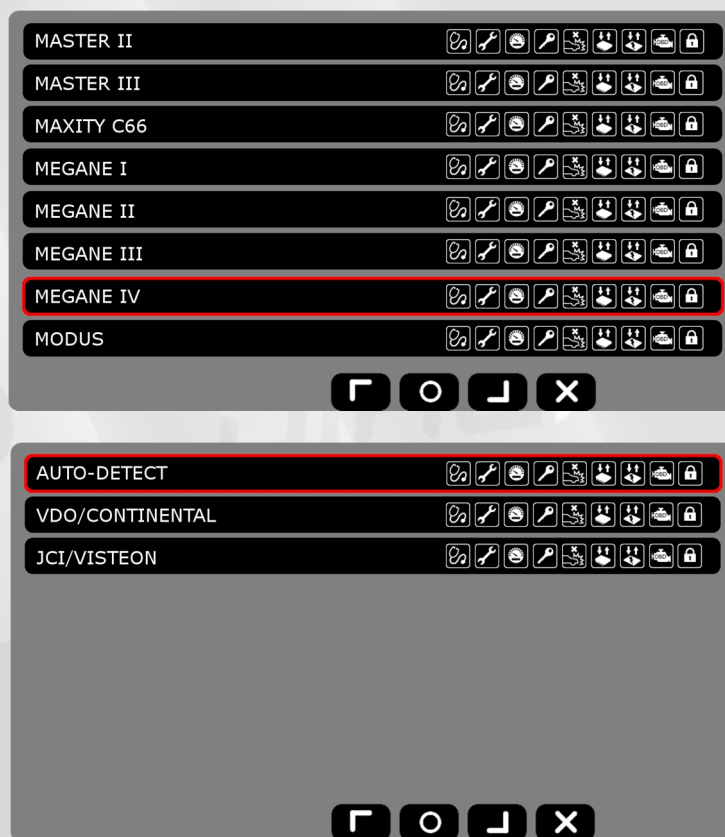 MASTER II
MASTER III
MAXITY C66
MEGANE I
MEGANE II
MEGANE III
MEGANE IV
MODUS
AUTO-DETECT
VDO/CONTINENTAL
JCI/VISTEON